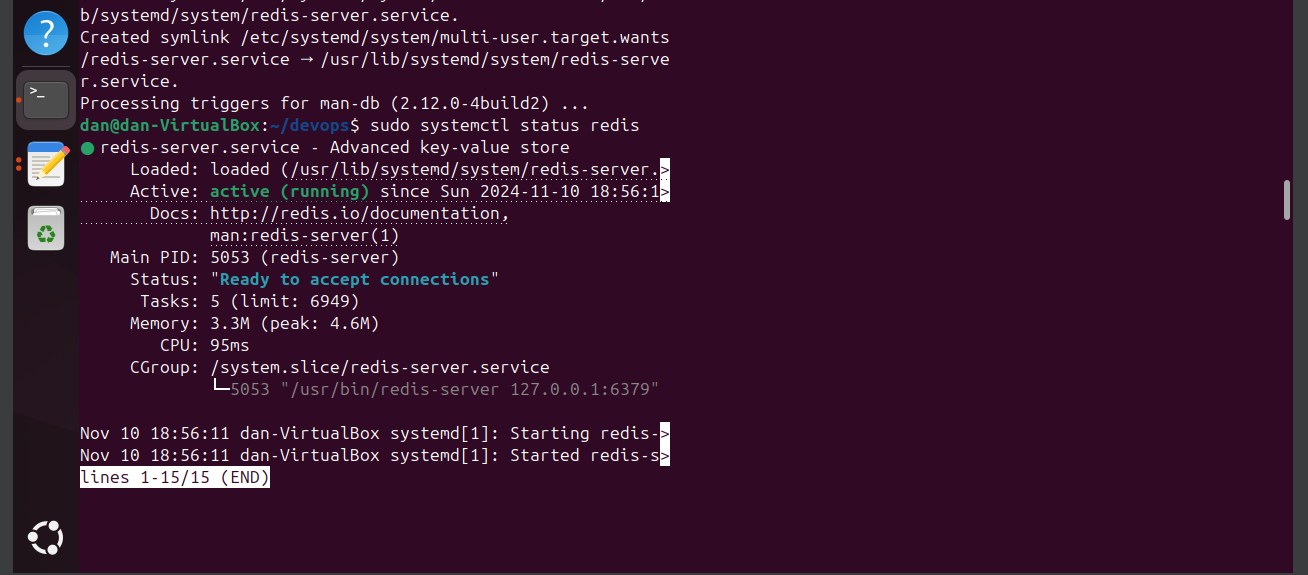 b/systemd/system/redis-server.service.
Created symlink /etc/systemd/system/multi-user.target.wants
/redis-server.service → /usr/lib/systemd/system/redis-serve
r.service.
Processing triggers for man-db (2.12.0-4build2) ...
dan@dan-VirtualBox:~/devops$ sudo systemctl status redis
● redis-server.service - Advanced key-value store
Loaded: loaded (/usr/lib/systemd/system/redis-server.>
Active: active (running) since Sun 2024-11-10 18:56:1>
Docs: http://redis.io/documentation,
man:redis-server(1)
Main PID: 5053 (redis-server)
Status: "Ready to accept connections"
Tasks: 5 (limit: 6949)
Memory: 3.3M (peak: 4.6M)
CPU: 95ms
CGroup: /system.slice/redis-server.service
└─5053 "/usr/bin/redis-server 127.0.0.1:6379"
Nov 10 18:56:11 dan-VirtualBox systemd[1]: Starting redis->
Nov 10 18:56:11 dan-VirtualBox systemd[1]: Started redis-s>
lines 1-15/15 (END)